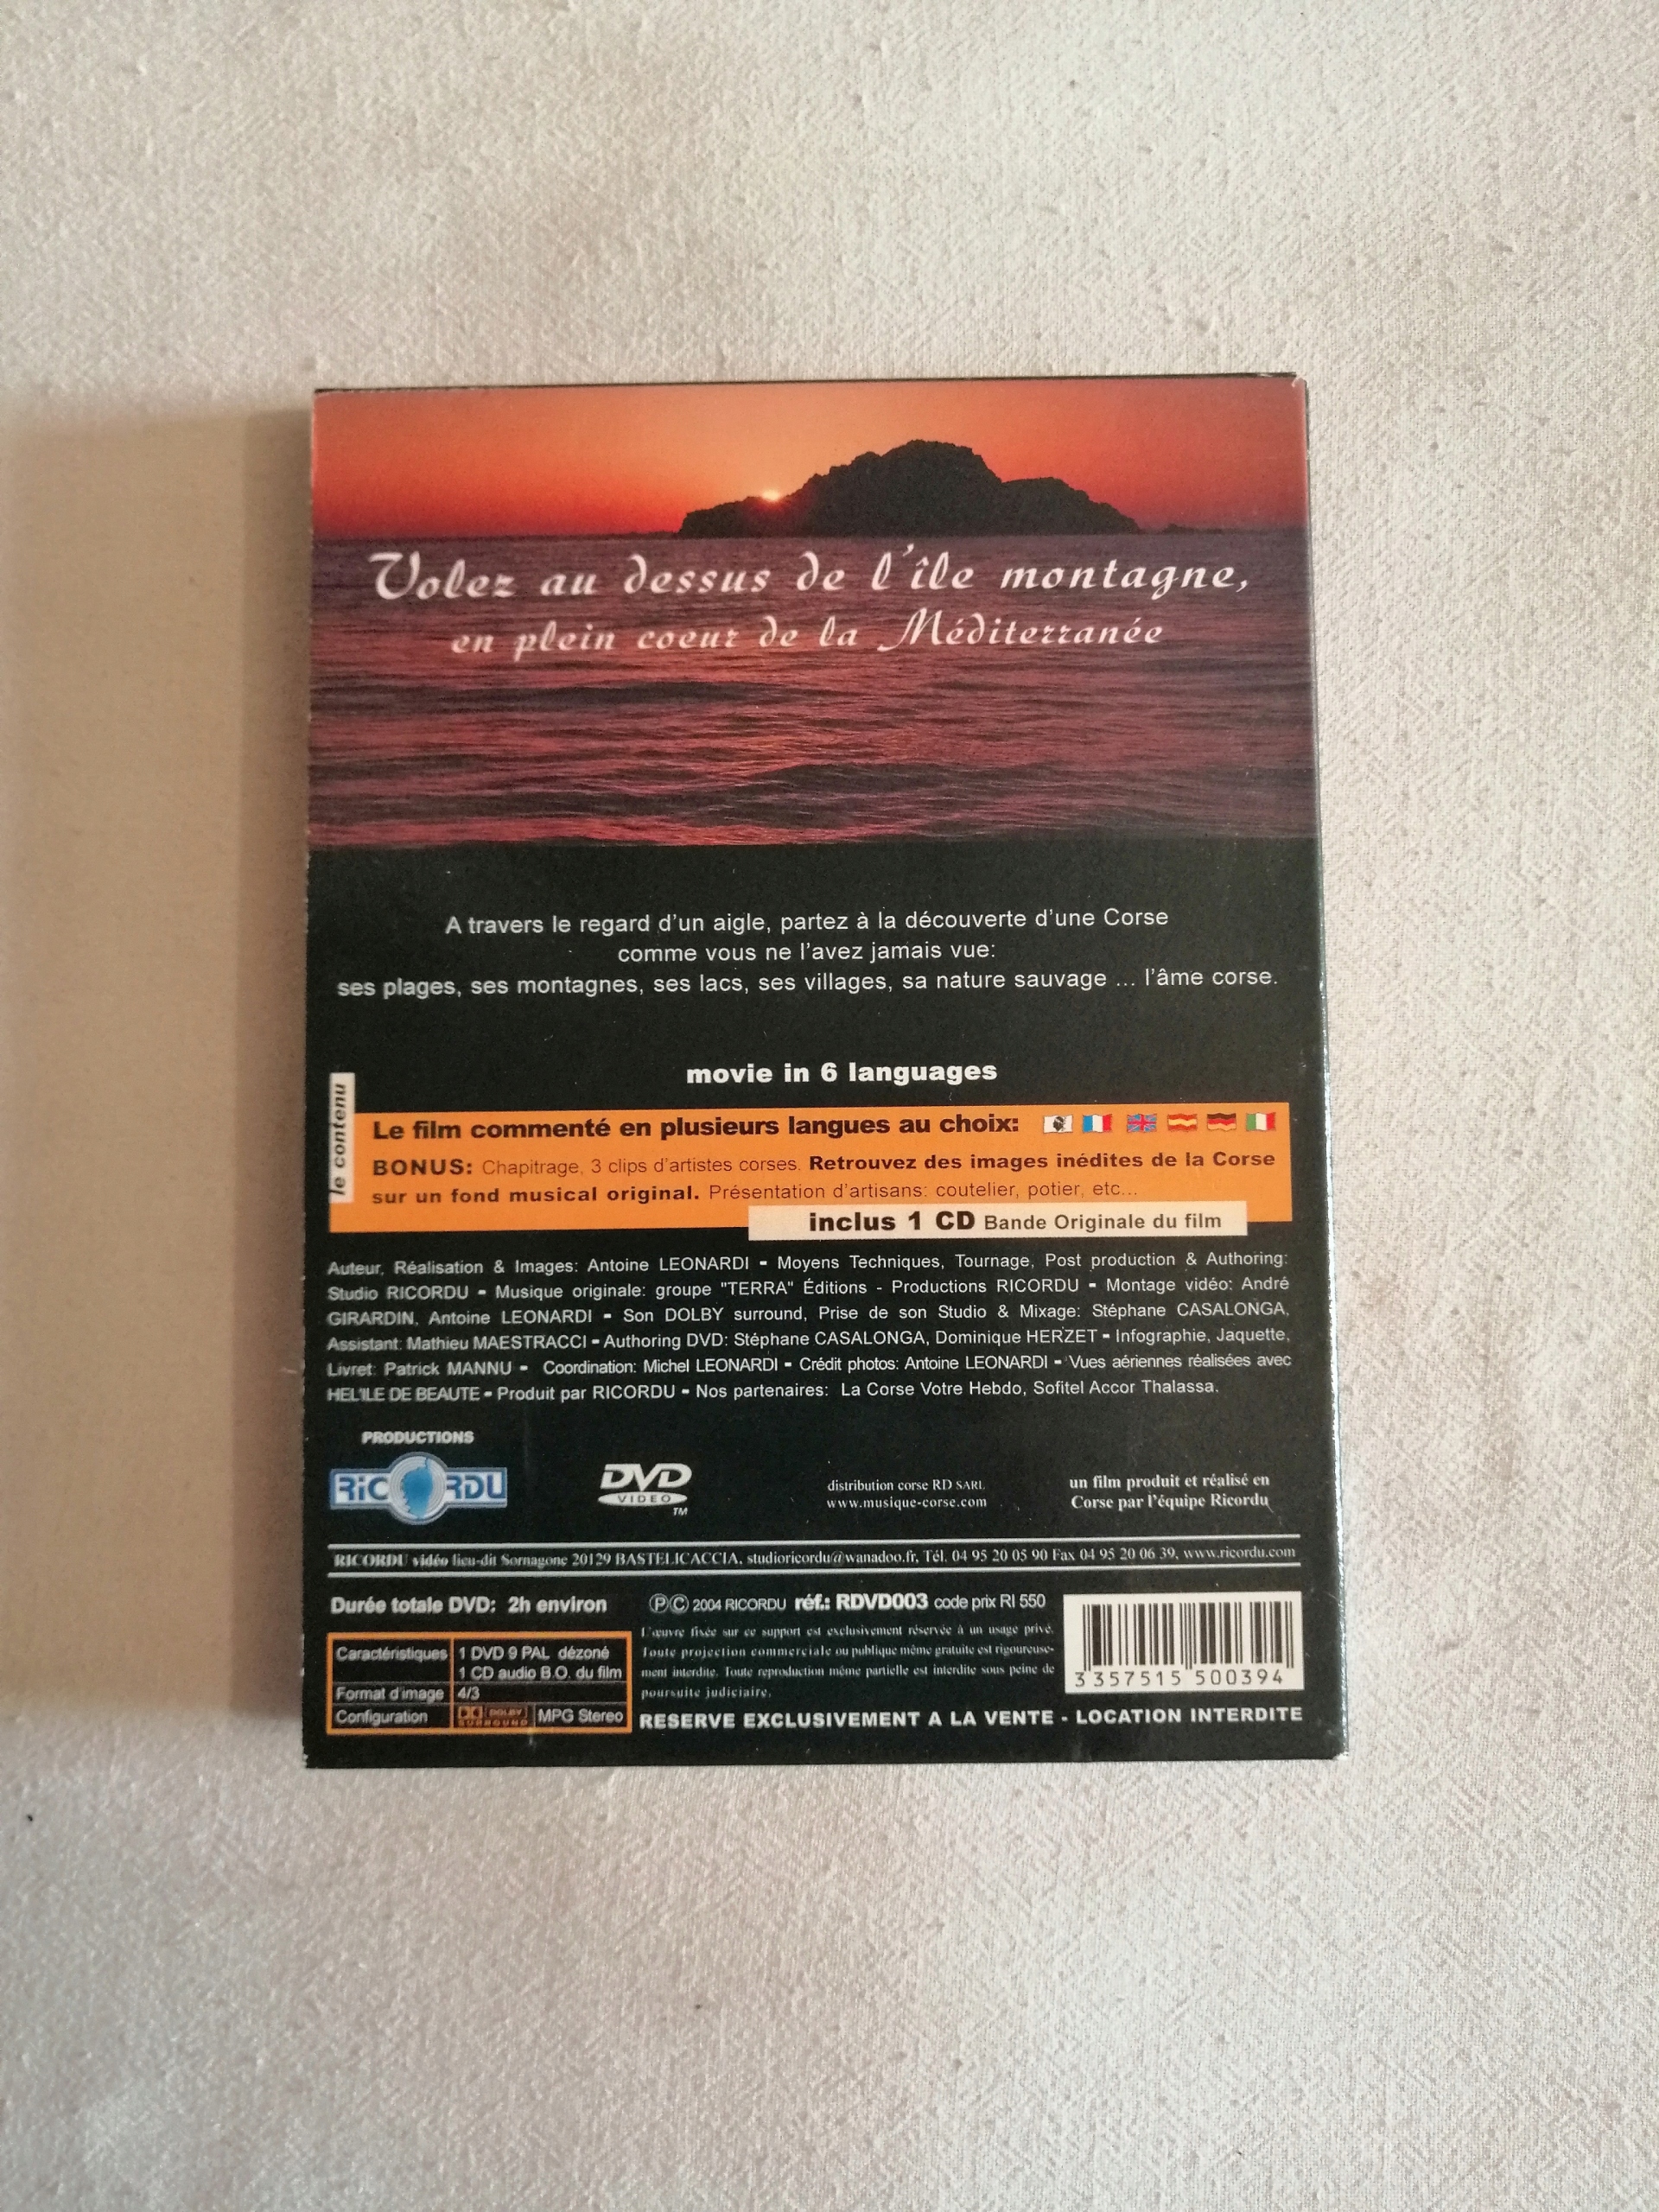 Volez au dessus de l'île montagne,
en plein coeur de la Méditerranée
A travers le regard d'un aigle, partez à la découverte d'une Corse
comme vous ne l'avez jamais vue:
ses plages, ses montagnes, ses lacs, ses villages, sa nature sauvage ... l'âme corse.
movie in 6 languages
le contenu
Le film commenté en plusieurs langues au choix:
BONUS: Chapitrage, 3 clips d'artistes corses. Retrouvez des images inédites de la Corse
sur un fond musical original. Présentation d'artisans: coutelier, potier, etc...
inclus 1 CD Bande Originale du film
Auteur, Réalisation & Images: Antoine LEONARDI - Moyens Techniques, Tournage, Post production & Authoring:
Studio RICORDU - Musique originale: groupe "TERRA" Éditions - Productions RICORDU - Montage vidéo: André
GIRARDIN, Antoine LEONARDI - Son DOLBY surround, Prise de son Studio & Mixage: Stéphane CASALONGA,
Assistant: Mathieu MAESTRACCI - Authoring DVD: Stéphane CASALONGA, Dominique HERZET - Infographie, Jaquette,
Livret: Patrick MANNU - Coordination: Michel LEONARDI - Crédit photos: Antoine LEONARDI - Vues aériennes réalisées avec
HEL'ILE DE BEAUTE - Produit par RICORDU - Nos partenaires: La Corse Votre Hebdo, Sofitel Accor Thalassa.
PRODUCTIONS
RICORDU
DVD
VIDEO
TM
distribution corse RD SARL
www.musique-corse.com
un film produit et réalisé en
Corse par l'équipe Ricordu
RICORDU vidéo lieu-dit Sornagone 20129 BASTELICACCIA, studioricordu@wanadoo.fr, Tél. 04 95 20 05 90 Fax 04 95 20 06 39, www.ricordu.com
Durée totale DVD: 2h environ
Caractéristiques 1 DVD 9 PAL dézoné
1 CD audio B.O. du film
Format d'image 4/3
Configuration DOLBY SURROUND MPG Stereo
Ⓟ© 2004 RICORDU réf.: RDVD003 code prix RI 550
L'œuvre fixée sur ce support est exclusivement réservée à un usage privé.
Toute projection commerciale ou publique même gratuite est rigoureuse-
ment interdite. Toute reproduction même partielle est interdite sous peine de
poursuite judiciaire.
3 357515 500394
RESERVE EXCLUSIVEMENT A LA VENTE - LOCATION INTERDITE